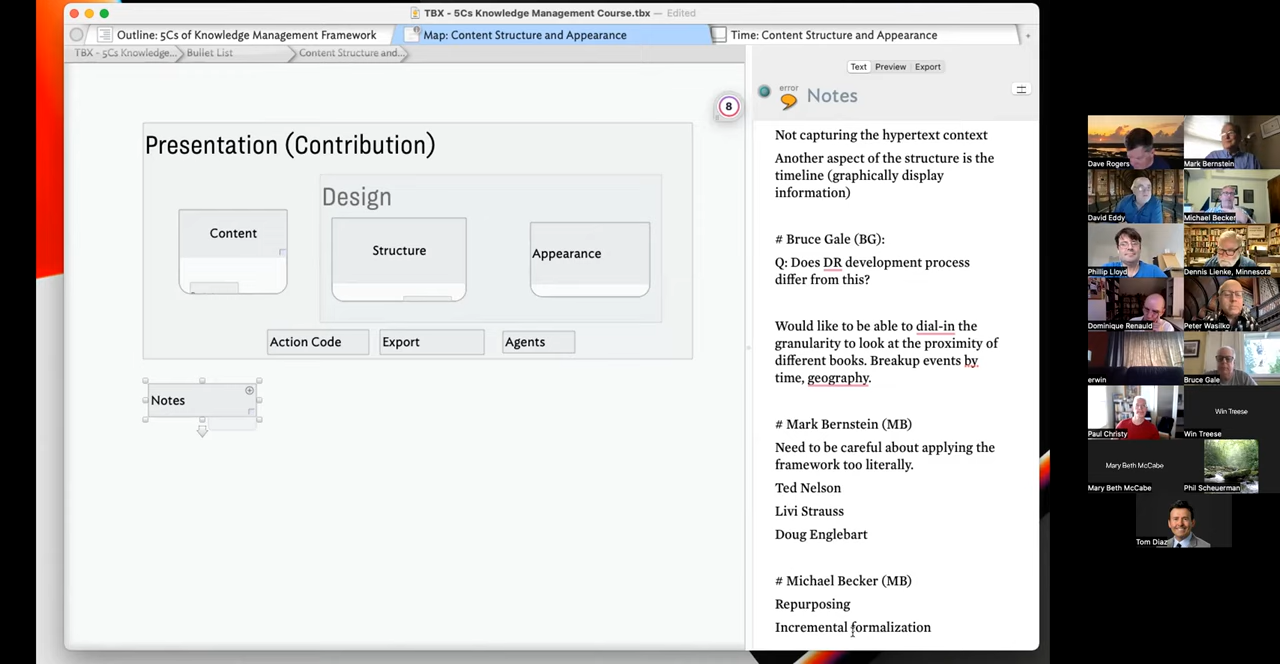 TBX - 5Cs Knowledge Management Course.tbx — Edited
Outline: 5Cs of Knowledge Management Framework
Map: Content Structure and Appearance
Time: Content Structure and Appearance
+
TBX - 5Cs Knowledge...
Bullet List
Content Structure and...
8
Presentation (Contribution)
Design
Content
Structure
Appearance
Action Code
Export
Agents
Notes
Text
Preview
Export
error
Notes
Not capturing the hypertext context
Another aspect of the structure is the
timeline (graphically display
information)
# Bruce Gale (BG):
Q: Does DR development process
differ from this?
Would like to be able to dial-in the
granularity to look at the proximity of
different books. Breakup events by
time, geography.
# Mark Bernstein (MB)
Need to be careful about applying the
framework too literally.
Ted Nelson
Livi Strauss
Doug Englebart
# Michael Becker (MB)
Repurposing
Incremental formalization
Dave Rogers
Mark Bernstein
David Eddy
Michael Becker
Phillip Lloyd
Dennis Lienke, Minnesota
Dominique Renauld
Peter Wasilko
erwin
Bruce Gale
Paul Christy
Win Treese
Win Treese
Mary Beth McCabe
Mary Beth McCabe
Phil Scheuerman
Tom Diaz